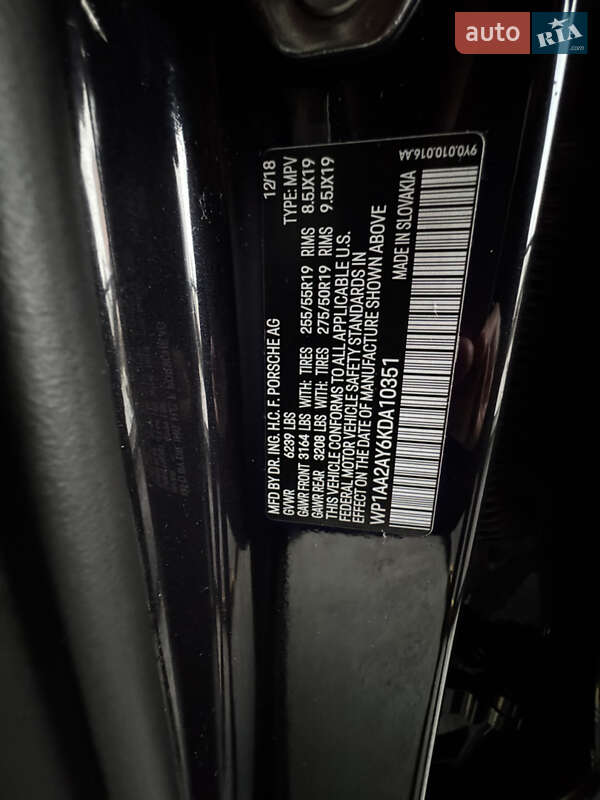 auto RIA
.com
MFD BY DR. ING. H.C. F. PORSCHE AG 12/18
GVWR 6239 LBS TYPE: MPV
GAWR FRONT 3164 LBS WITH: TIRES 255/55R19 RIMS 8.5JX19
GAWR REAR 3208 LBS WITH: TIRES 275/50R19 RIMS 9.5JX19
THIS VEHICLE CONFORMS TO ALL APPLICABLE U.S.
FEDERAL MOTOR VEHICLE SAFETY STANDARDS IN
EFFECT ON THE DATE OF MANUFACTURE SHOWN ABOVE
WP1AA2AY6KDA10351 MADE IN SLOVAKIA
9Y0.010.016.AA